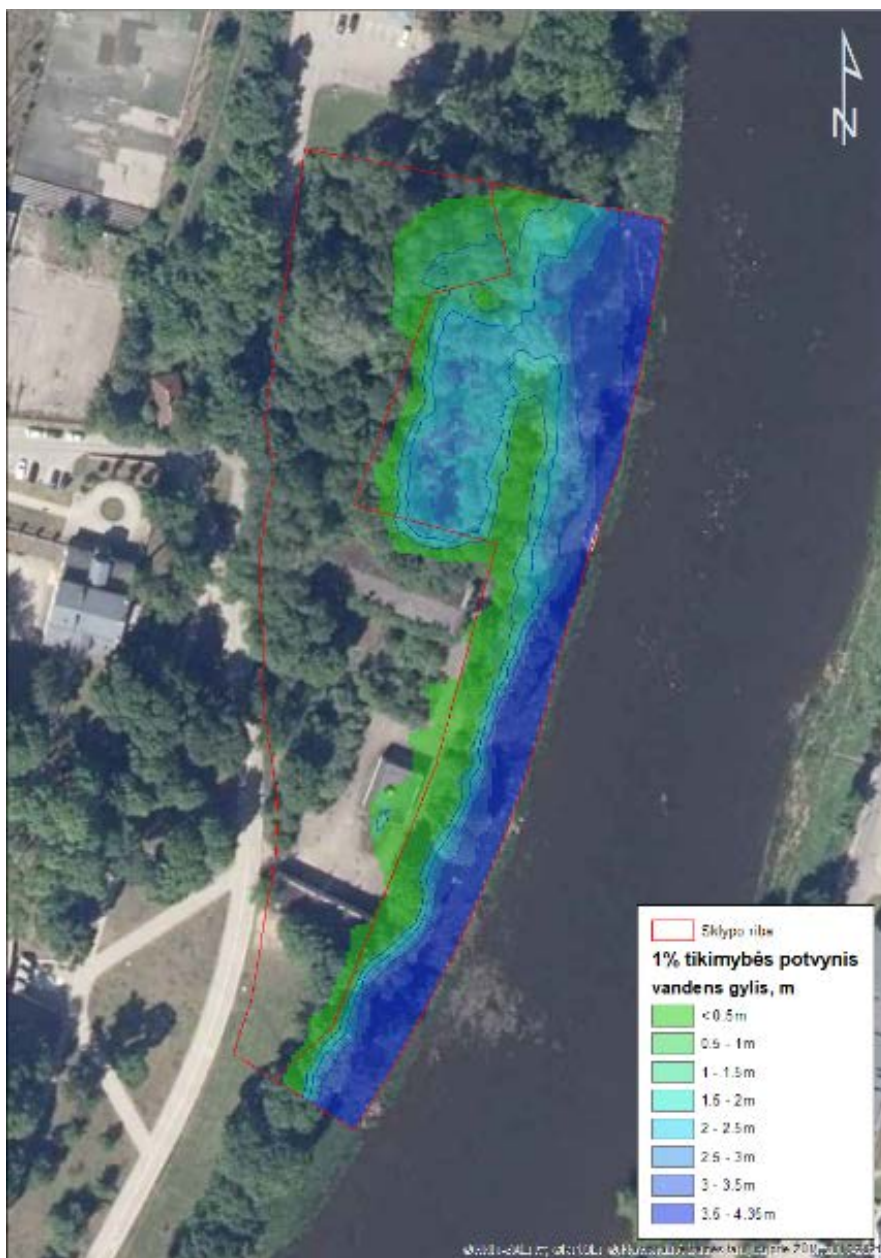 N
Sklypo riba
1% tikimybės potvynis
vandens gylis, m
<0.5m
0.5 - 1m
1 - 1.5m
1.5 - 2m
2 - 2.5m
2.5 - 3m
3 - 3.5m
3.5 - 4.35m